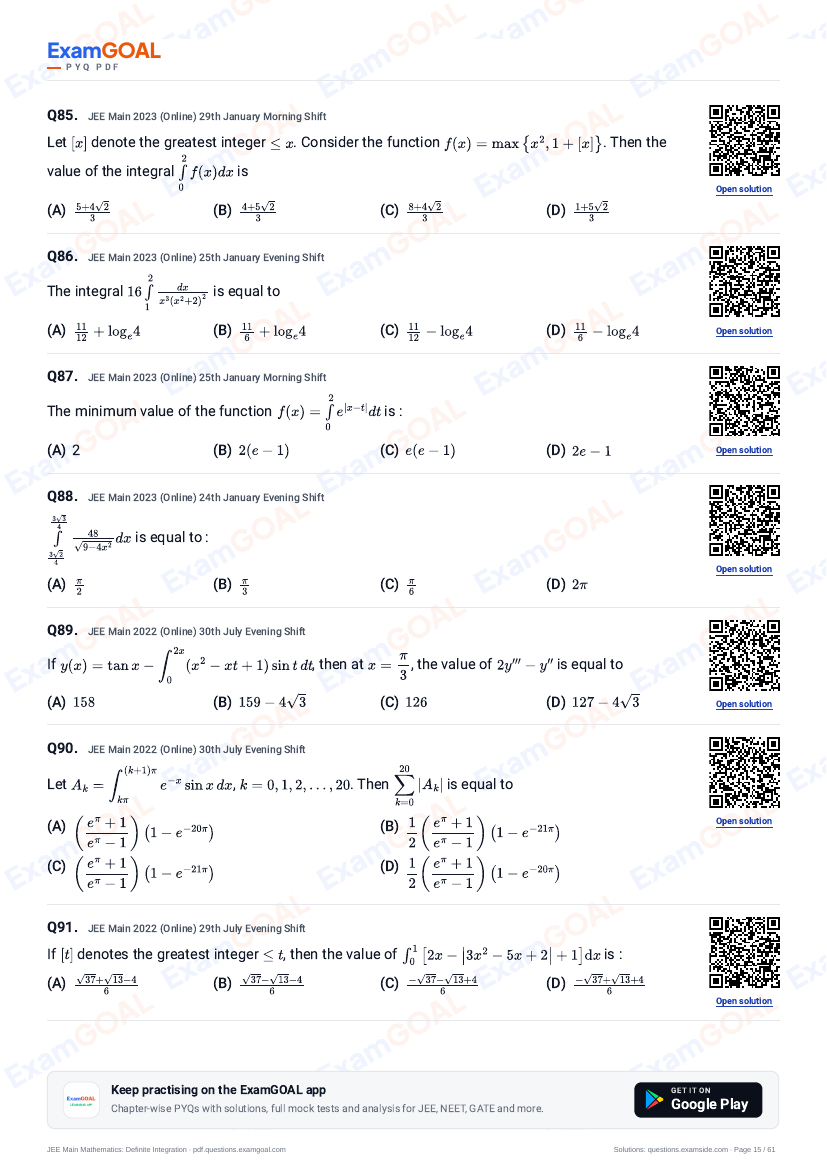 ExamGOAL
PYQ PDF
Q85. JEE Main 2023 (Online) 29th January Morning Shift
Let [x] denote the greatest integer ≤ x. Consider the function f(x) = max {x², 1 + [x]}. Then the
value of the integral ∫₀² f(x)dx is
(A) (5+4√2)/3 (B) (4+5√2)/3 (C) (8+4√2)/3 (D) (1+5√2)/3
Open solution
Q86. JEE Main 2023 (Online) 25th January Evening Shift
The integral 16 ∫₁² dx/(x³(x²+2)²) is equal to
(A) 11/12 + logₑ4 (B) 11/6 + logₑ4 (C) 11/12 − logₑ4 (D) 11/6 − logₑ4
Open solution
Q87. JEE Main 2023 (Online) 25th January Morning Shift
The minimum value of the function f(x) = ∫₀² e^{|x−t|}dt is :
(A) 2 (B) 2(e − 1) (C) e(e − 1) (D) 2e − 1
Open solution
Q88. JEE Main 2023 (Online) 24th January Evening Shift
∫_{3√2/4}^{3√3/4} 48/√(9−4x²) dx is equal to :
(A) π/2 (B) π/3 (C) π/6 (D) 2π
Open solution
Q89. JEE Main 2022 (Online) 30th July Evening Shift
If y(x) = tan x − ∫₀^{2x} (x² − xt + 1) sin t dt, then at x = π/3, the value of 2y‴ − y″ is equal to
(A) 158 (B) 159 − 4√3 (C) 126 (D) 127 − 4√3
Open solution
Q90. JEE Main 2022 (Online) 30th July Evening Shift
Let A_k = ∫_{kπ}^{(k+1)π} e^{−x} sin x dx, k = 0, 1, 2, …, 20. Then ∑_{k=0}^{20} |A_k| is equal to
(A) ((e^π + 1)/(e^π − 1)) (1 − e^{−20π}) (B) 1/2 ((e^π + 1)/(e^π − 1)) (1 − e^{−21π})
(C) ((e^π + 1)/(e^π − 1)) (1 − e^{−21π}) (D) 1/2 ((e^π + 1)/(e^π − 1)) (1 − e^{−20π})
Open solution
Q91. JEE Main 2022 (Online) 29th July Evening Shift
If [t] denotes the greatest integer ≤ t, then the value of ∫₀¹ [2x − |3x² − 5x + 2| + 1]dx is :
(A) (√37+√13−4)/6 (B) (√37−√13−4)/6 (C) (−√37−√13+4)/6 (D) (−√37+√13+4)/6
Open solution
Keep practising on the ExamGOAL app
Chapter-wise PYQs with solutions, full mock tests and analysis for JEE, NEET, GATE and more.
GET IT ON
Google Play
JEE Main Mathematics: Definite Integration · pdf.questions.examgoal.com
Solutions: questions.examside.com · Page 15 / 61